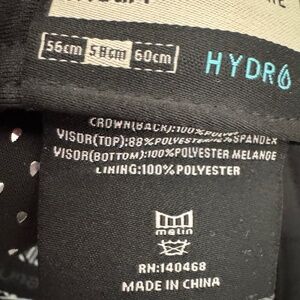 56cm 58cm 60cm HYDRO
CROWN(BACK):100%
VISOR(TOP):88%POLYESTER/12%SPANDEX
VISOR(BOTTOM):100%POLYESTER MELANGE
LINING:100%POLYESTER
melin
RN:140468
MADE IN CHINA